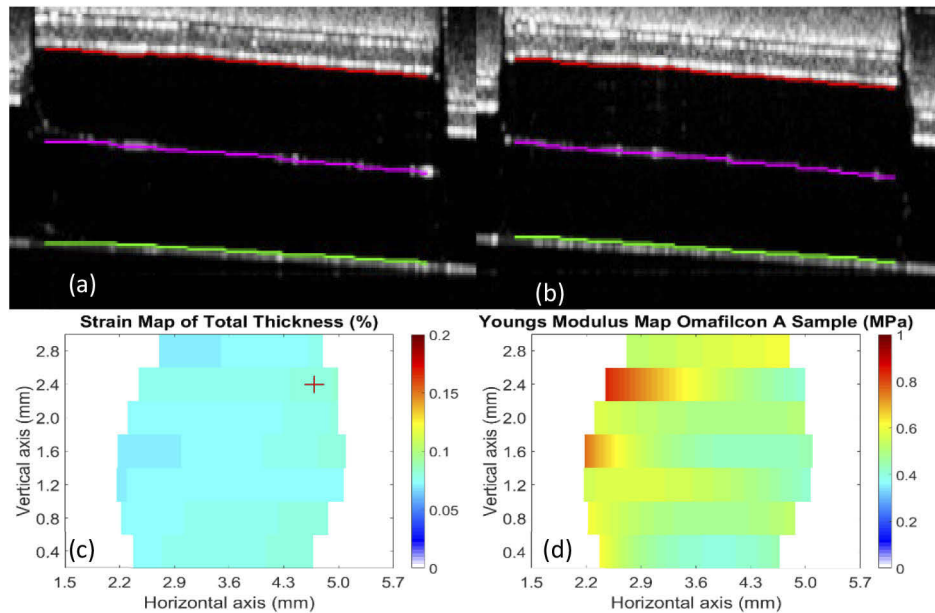 (a)
(b)
Strain Map of Total Thickness (%)
Youngs Modulus Map Omafilcon A Sample (MPa)
Vertical axis (mm)
2.8
2.4
2.0
1.6
1.2
0.8
0.4
(c)
1.5 2.2 2.9 3.6 4.3 5.0 5.7
Horizontal axis (mm)
0.2
0.15
0.1
0.05
0
Vertical axis (mm)
2.8
2.4
2.0
1.6
1.2
0.8
0.4
(d)
1.5 2.2 2.9 3.6 4.3 5.0 5.7
Horizontal axis (mm)
1
0.8
0.6
0.4
0.2
0